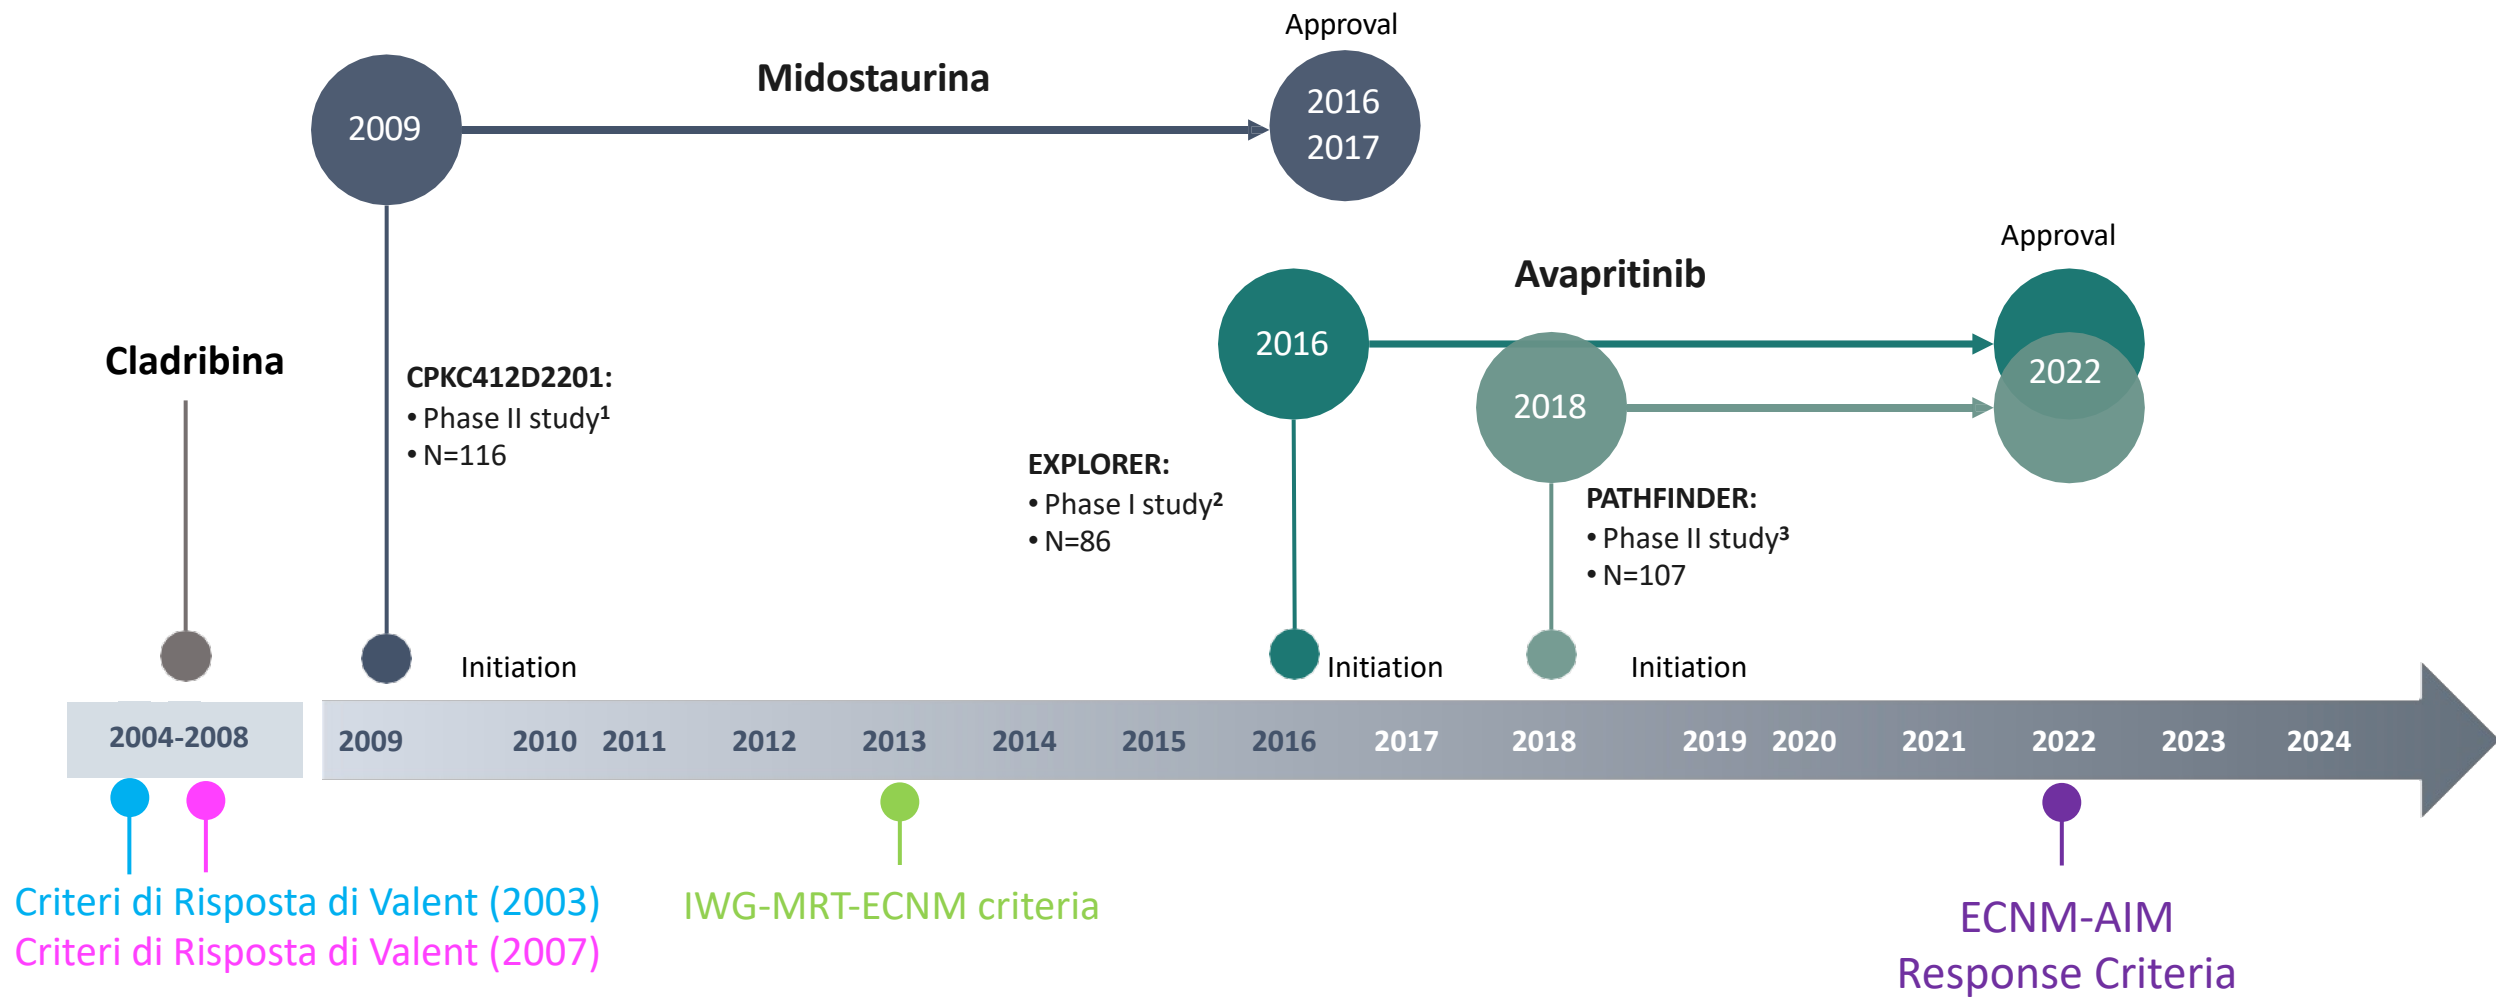 Approval
Midostaurina
2009
2016
2017
Approval
Avapritinib
2016
2018
2022
Cladribina
CPKC412D2201:
• Phase II study¹
• N=116
EXPLORER:
• Phase I study²
• N=86
PATHFINDER:
• Phase II study³
• N=107
Initiation
Initiation
Initiation
2004-2008
2009 2010 2011 2012 2013 2014 2015 2016 2017 2018 2019 2020 2021 2022 2023 2024
Criteri di Risposta di Valent (2003)
Criteri di Risposta di Valent (2007)
IWG-MRT-ECNM criteria
ECNM-AIM
Response Criteria